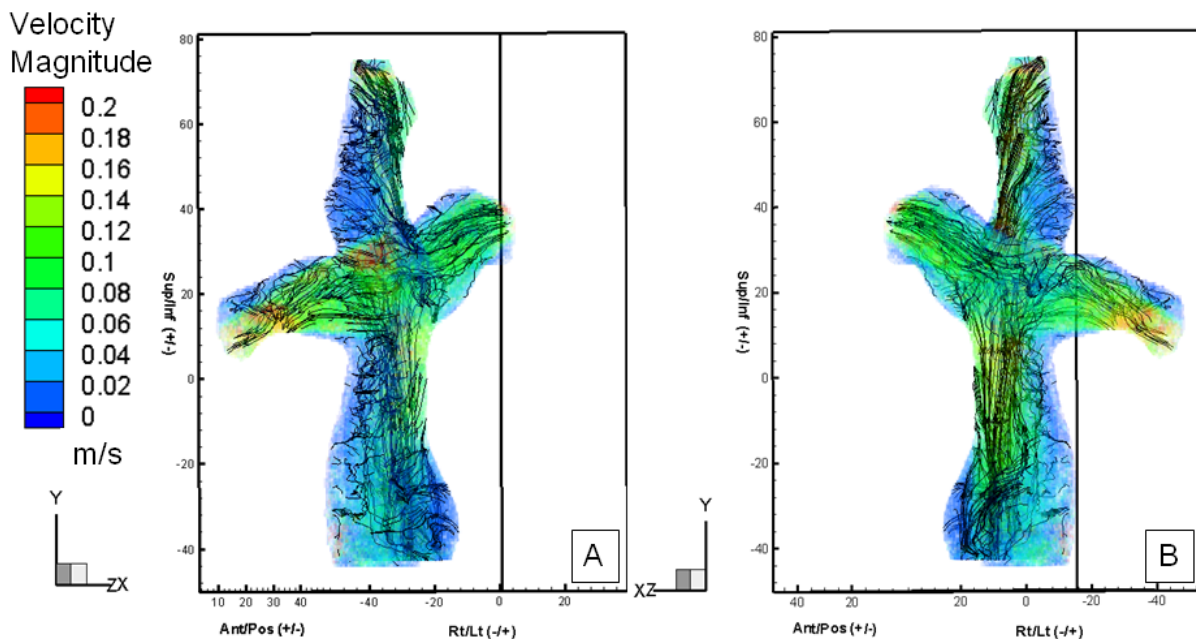 Velocity
Magnitude
0.2
0.18
0.16
0.14
0.12
0.1
0.08
0.06
0.04
0.02
0
m/s
Y
ZX
80
60
40
20
0
-20
-40
Sup/Inf (+/-)
10 20 30 -40 -20 0 20
Ant/Pos (+/-) Rt/Lt (-/+)
A
Y
XZ
80
60
40
20
0
-20
-40
Sup/Inf (+/-)
40 20 20 0 -20 -40
Ant/Pos (+/-) Rt/Lt (-/+)
B